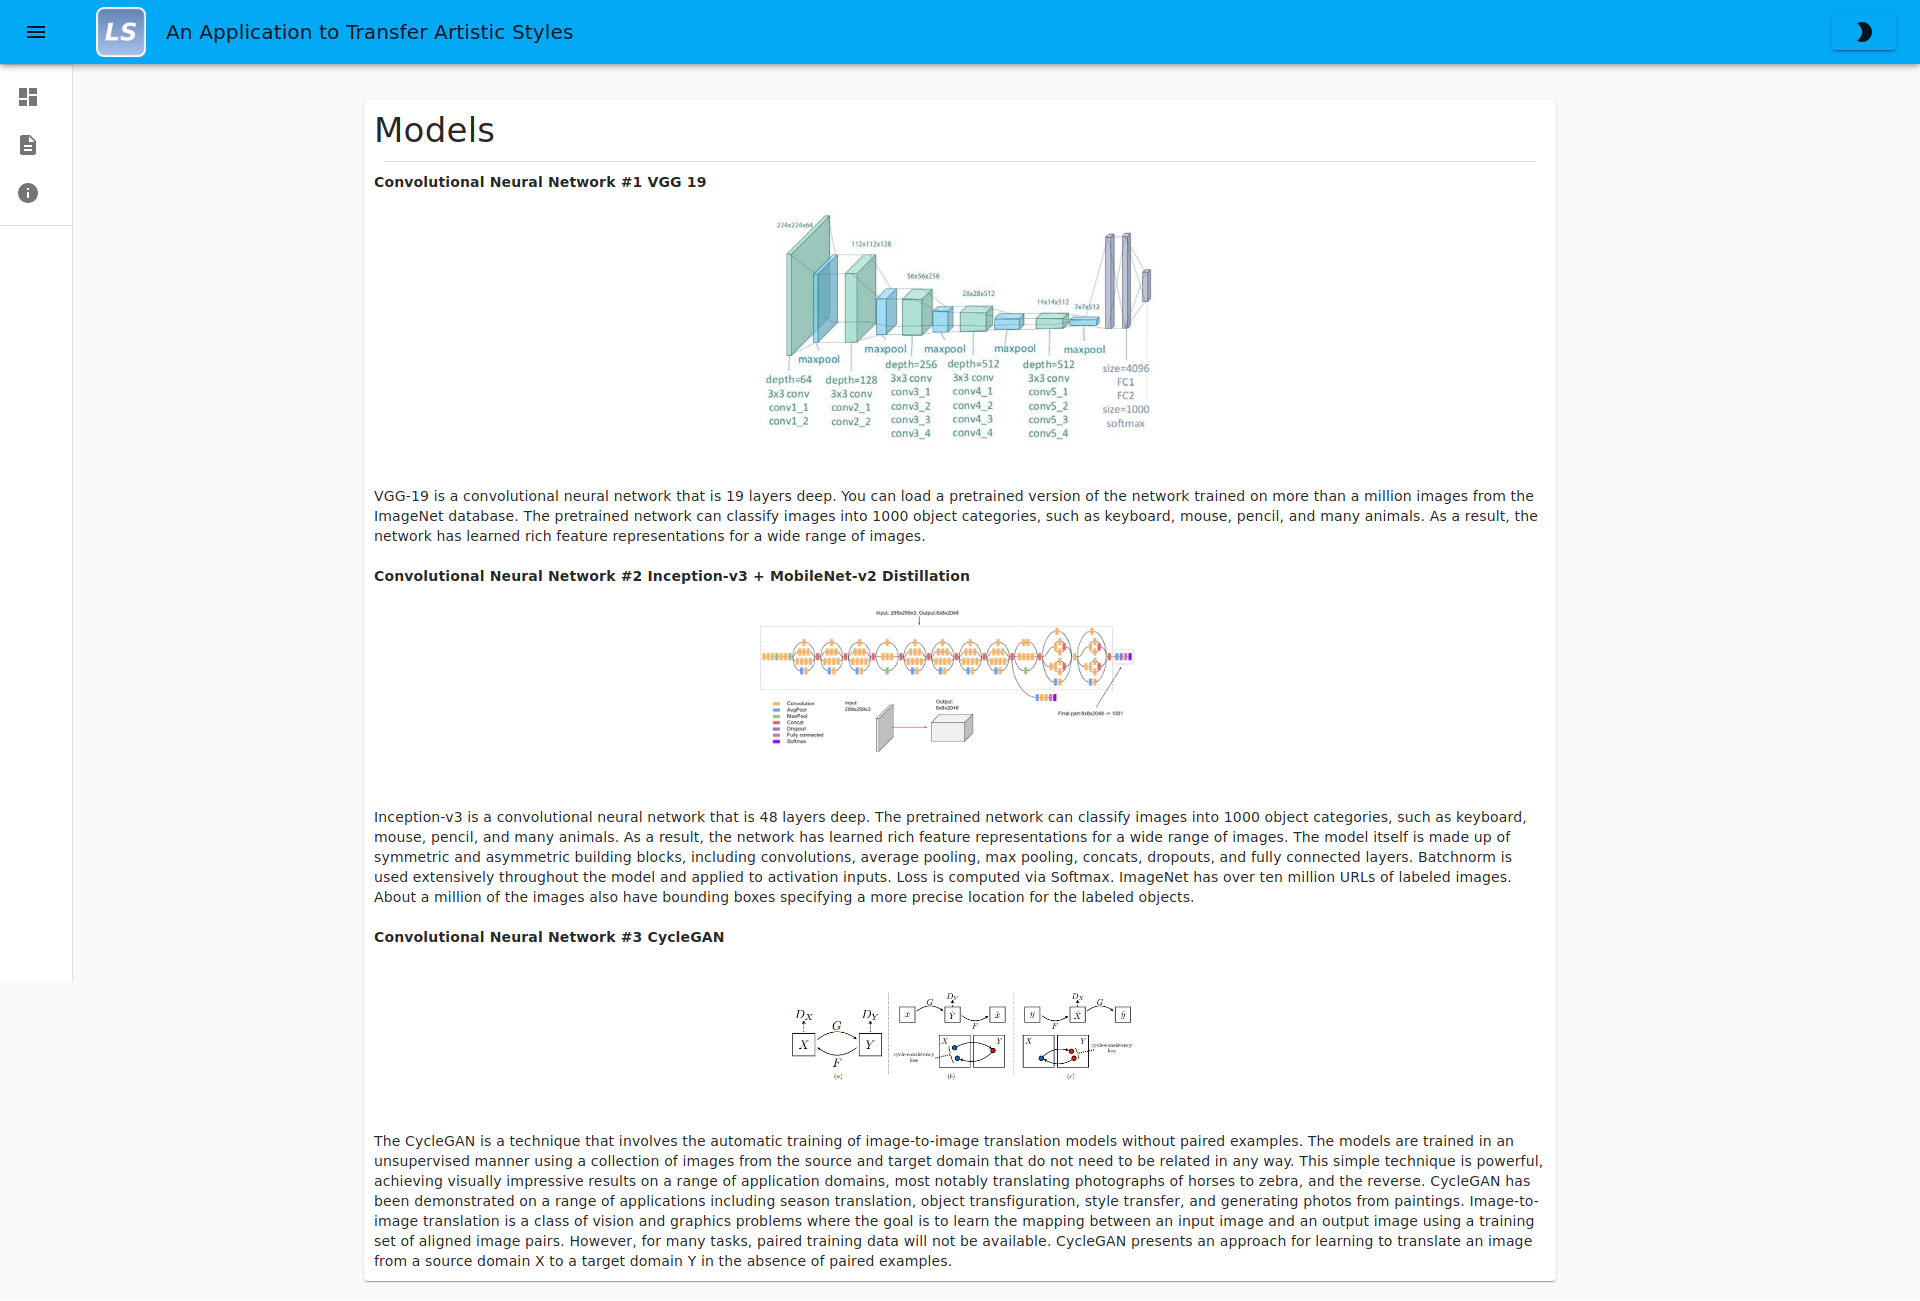 LS
An Application to Transfer Artistic Styles
Models
Convolutional Neural Network #1 VGG 19
224x224x64
112x112x128
56x56x256
28x28x512
14x14x512
7x7x512
maxpool maxpool maxpool maxpool maxpool
depth=64
3x3 conv
conv1_1
conv1_2
depth=128
3x3 conv
conv2_1
conv2_2
depth=256
3x3 conv
conv3_1
conv3_2
conv3_3
conv3_4
depth=512
3x3 conv
conv4_1
conv4_2
conv4_3
conv4_4
depth=512
3x3 conv
conv5_1
conv5_2
conv5_3
conv5_4
size=4096
FC1
FC2
size=1000
softmax
VGG-19 is a convolutional neural network that is 19 layers deep. You can load a pretrained version of the network trained on more than a million images from the
ImageNet database. The pretrained network can classify images into 1000 object categories, such as keyboard, mouse, pencil, and many animals. As a result, the
network has learned rich feature representations for a wide range of images.
Convolutional Neural Network #2 Inception-v3 + MobileNet-v2 Distillation
Input: 299x299x3, Output:8x8x2048
Convolution
AvgPool
MaxPool
Concat
Dropout
Fully connected
Softmax
Input:
299x299x3
Output:
8x8x2048
Final part:8x8x2048 -> 1001
Inception-v3 is a convolutional neural network that is 48 layers deep. The pretrained network can classify images into 1000 object categories, such as keyboard,
mouse, pencil, and many animals. As a result, the network has learned rich feature representations for a wide range of images. The model itself is made up of
symmetric and asymmetric building blocks, including convolutions, average pooling, max pooling, concats, dropouts, and fully connected layers. Batchnorm is
used extensively throughout the model and applied to activation inputs. Loss is computed via Softmax. ImageNet has over ten million URLs of labeled images.
About a million of the images also have bounding boxes specifying a more precise location for the labeled objects.
Convolutional Neural Network #3 CycleGAN
D_X D_Y
G
X Y
F
(a)
D_Y
G
x Ŷ x̂
F
X Y
cycle-consistency
loss
(b)
D_X
G
y X̂ ŷ
F
X Y
cycle-consistency
loss
(c)
The CycleGAN is a technique that involves the automatic training of image-to-image translation models without paired examples. The models are trained in an
unsupervised manner using a collection of images from the source and target domain that do not need to be related in any way. This simple technique is powerful,
achieving visually impressive results on a range of application domains, most notably translating photographs of horses to zebra, and the reverse. CycleGAN has
been demonstrated on a range of applications including season translation, object transfiguration, style transfer, and generating photos from paintings. Image-to-
image translation is a class of vision and graphics problems where the goal is to learn the mapping between an input image and an output image using a training
set of aligned image pairs. However, for many tasks, paired training data will not be available. CycleGAN presents an approach for learning to translate an image
from a source domain X to a target domain Y in the absence of paired examples.